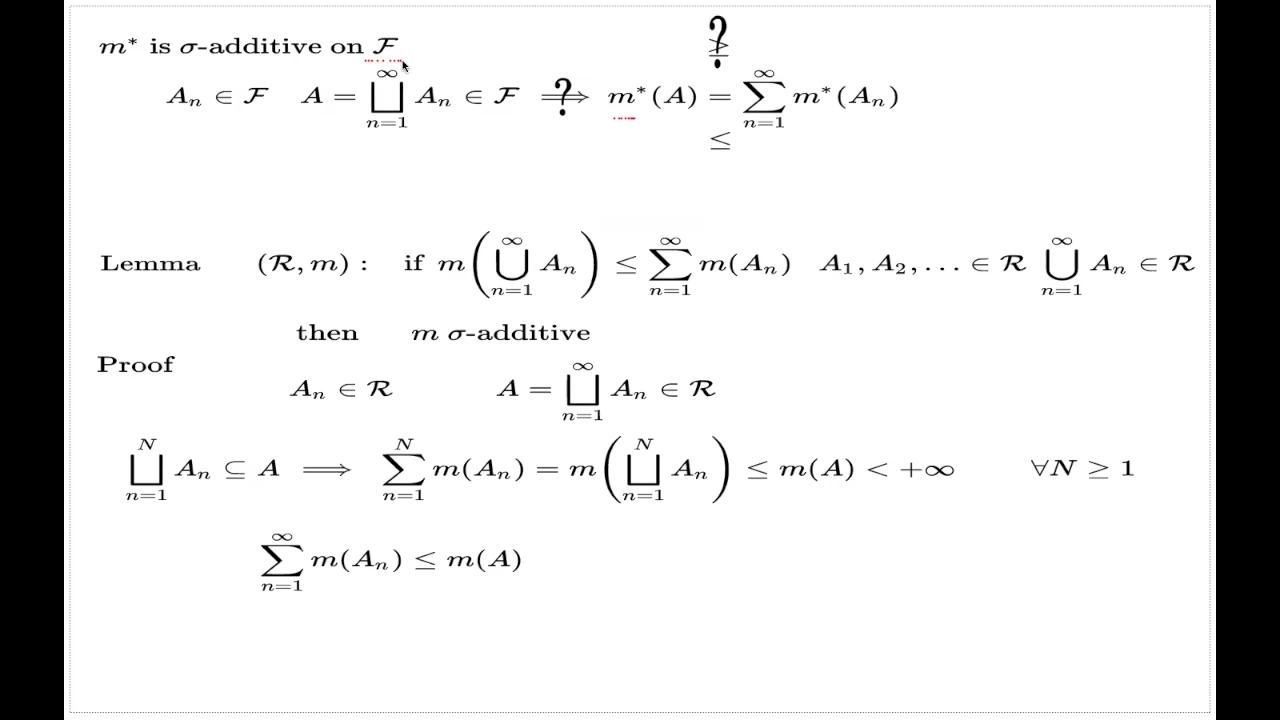 m* is σ-additive on ℱ
Aₙ ∈ ℱ A = ⨆_{n=1}^{∞} Aₙ ∈ ℱ ⟹ ? m*(A) = ∑_{n=1}^{∞} m*(Aₙ)
≥ ?
≤
Lemma (ℛ, m) : if m(⋃_{n=1}^{∞} Aₙ) ≤ ∑_{n=1}^{∞} m(Aₙ) A₁, A₂, … ∈ ℛ ⋃_{n=1}^{∞} Aₙ ∈ ℛ
then m σ-additive
Proof
Aₙ ∈ ℛ A = ⨆_{n=1}^{∞} Aₙ ∈ ℛ
⨆_{n=1}^{N} Aₙ ⊆ A ⟹ ∑_{n=1}^{N} m(Aₙ) = m(⨆_{n=1}^{N} Aₙ) ≤ m(A) < +∞ ∀N ≥ 1
∑_{n=1}^{∞} m(Aₙ) ≤ m(A)